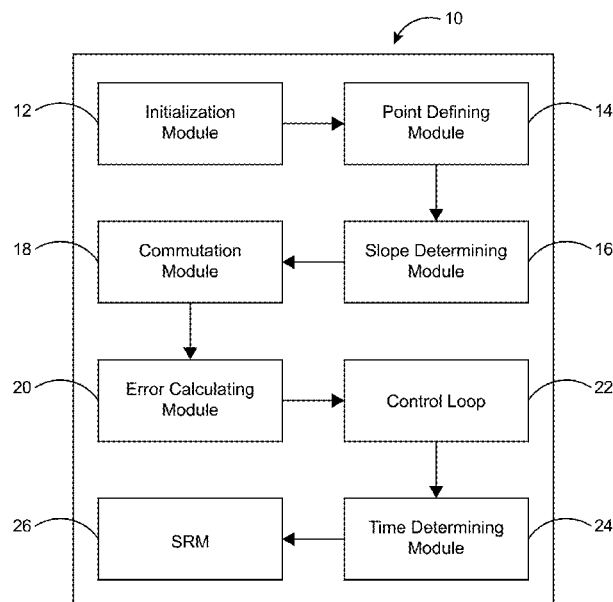 10
12
Initialization
Module
Point Defining
Module
14
18
Commutation
Module
Slope Determining
Module
16
20
Error Calculating
Module
Control Loop
22
26
SRM
Time Determining
Module
24